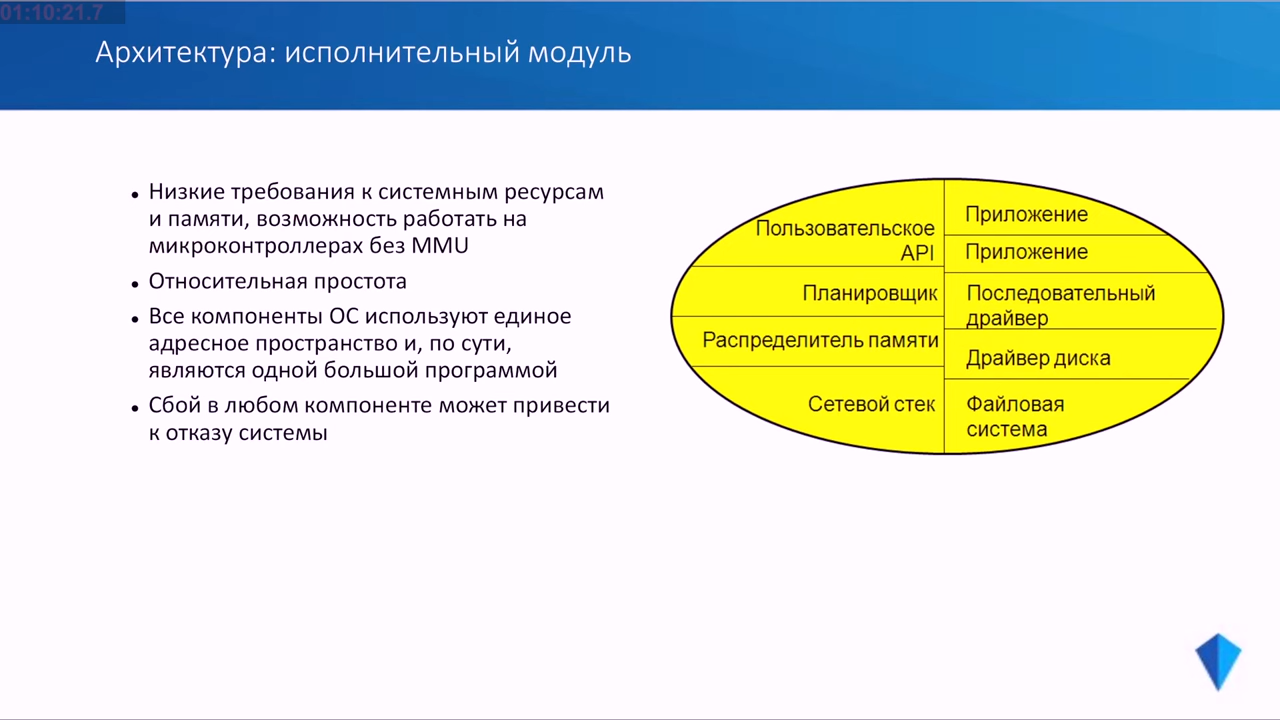 01:10:21.7
Архитектура: исполнительный модуль
• Низкие требования к системным ресурсам
и памяти, возможность работать на
микроконтроллерах без MMU
• Относительная простота
• Все компоненты ОС используют единое
адресное пространство и, по сути,
являются одной большой программой
• Сбой в любом компоненте может привести
к отказу системы
Пользовательское
API
Планировщик
Распределитель памяти
Сетевой стек
Приложение
Приложение
Последовательный
драйвер
Драйвер диска
Файловая
система